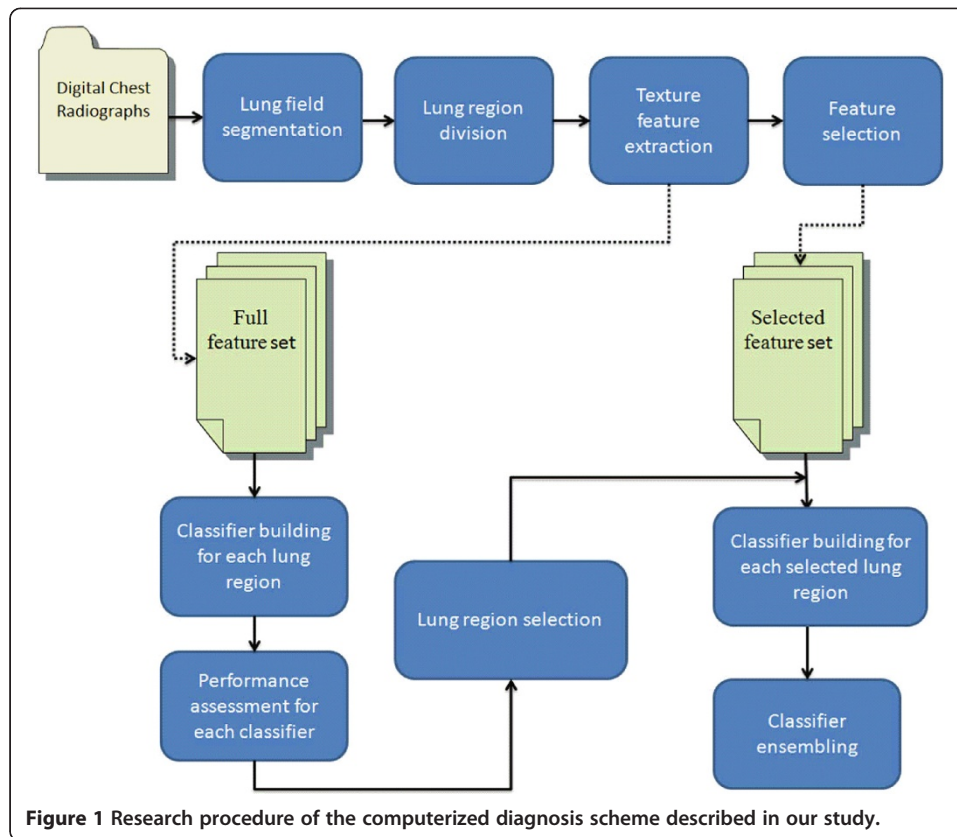 Digital Chest
Radiographs
Lung field
segmentation
Lung region
division
Texture
feature
extraction
Feature
selection
Full
feature set
Selected
feature set
Classifier building
for each lung
region
Performance
assessment for
each classifier
Lung region selection
Classifier building for
each selected lung
region
Classifier
ensembling
Figure 1 Research procedure of the computerized diagnosis scheme described in our study.